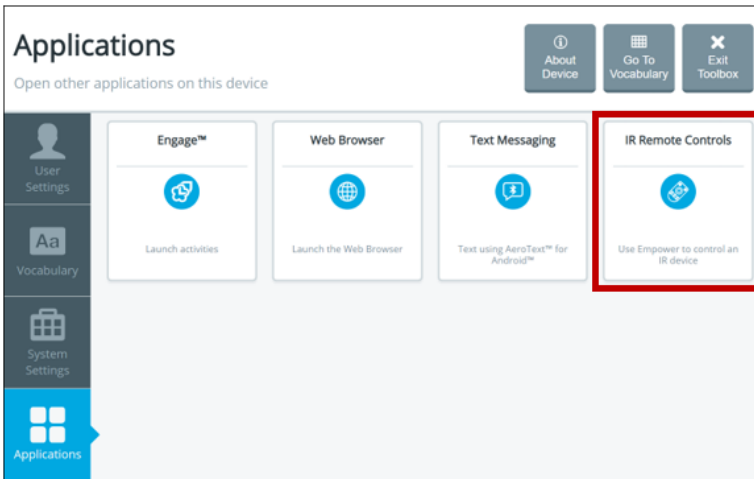 Applications
Open other applications on this device
About
Device
Go To
Vocabulary
Exit
Toolbox
User
Settings
Aa
Vocabulary
System
Settings
Applications
Engage™
Launch activities
Web Browser
Launch the Web Browser
Text Messaging
Text using AeroText™ for
Android™
IR Remote Controls
Use Empower to control an
IR device